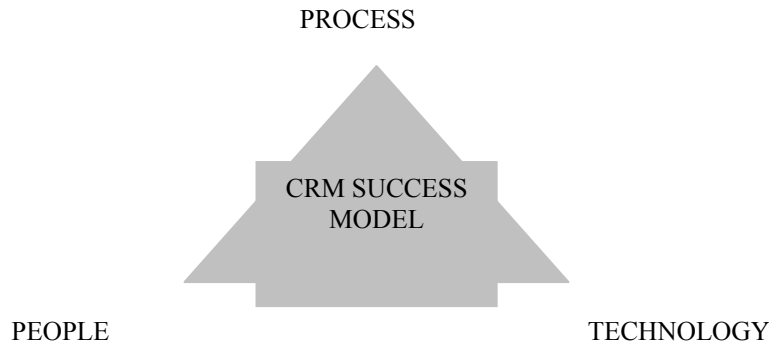 PROCESS
CRM SUCCESS
MODEL
PEOPLE
TECHNOLOGY